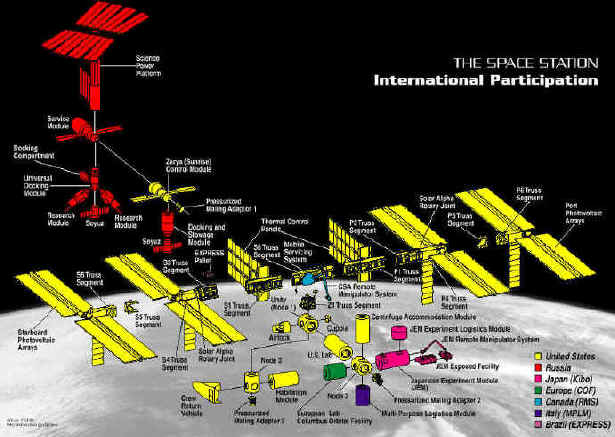 THE SPACE STATION
International Participation
Science
Power
Platform
Service
Module
Docking
Compartment
Universal
Docking
Module
Research
Module
Soyuz
Research
Module
Zarya (Sunrise)
Control Module
Pressurized
Mating Adaptor 1
Soyuz
Docking and
Stowage
Module
EXPRESS
Pallet
Thermal Control
Panels
S0 Truss
Segment
Mobile
Servicing
System
P3 Truss
Segment
Solar Alpha
Rotary Joint
P6 Truss
Segment
Port
Photovoltaic
Arrays
S3 Truss
Segment
S6 Truss
Segment
S5 Truss
Segment
Starboard
Photovoltaic
Arrays
S4 Truss
Segment
Solar Alpha
Rotary Joint
S1 Truss
Segment
Unity
(Node 1)
CSA Remote
Manipulator System
P1 Truss
Segment
P4 Truss
Segment
Z1 Truss Segment
Centrifuge Accommodation Module
JEM Experiment Logistics Module
JEM Remote Manipulator System
Airlock
Cupola
U.S. Lab
JEM Exposed Facility
Japanese Experiment Module
(JEM)
Node 3
Habitation
Module
Node 2
Pressurized Mating Adaptor 2
Crew
Return
Vehicle
Pressurized
Mating Adaptor 3
European Lab
Columbus Orbiter Facility
Multi-Purpose Logistics Module
United States
Russia
Japan (Kibo)
Europe (COF)
Canada (RMS)
Italy (MPLM)
Brazil (EXPRESS)